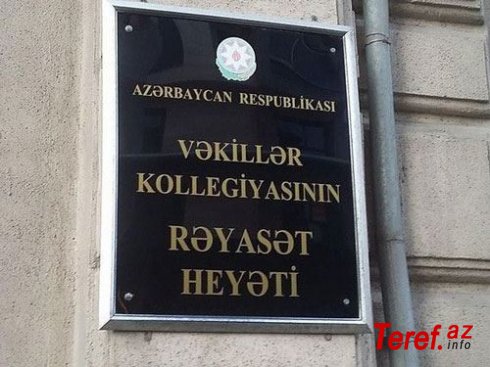 AZƏRBAYCAN RESPUBLİKASI
VƏKİLLƏR
KOLLEGİYASININ
RƏYASƏT
HEYƏTİ
Teref.az
info